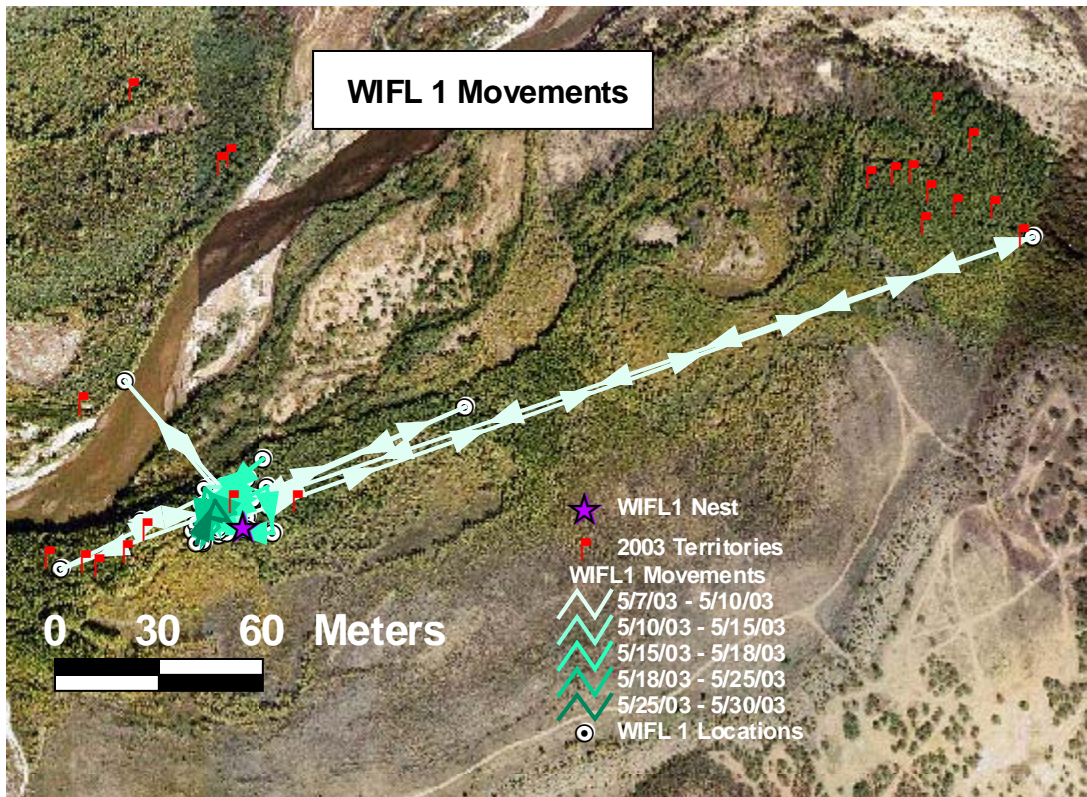 WIFL 1 Movements
WIFL1 Nest
2003 Territories
WIFL1 Movements
5/7/03 - 5/10/03
5/10/03 - 5/15/03
5/15/03 - 5/18/03
5/18/03 - 5/25/03
5/25/03 - 5/30/03
WIFL 1 Locations
0 30 60 Meters